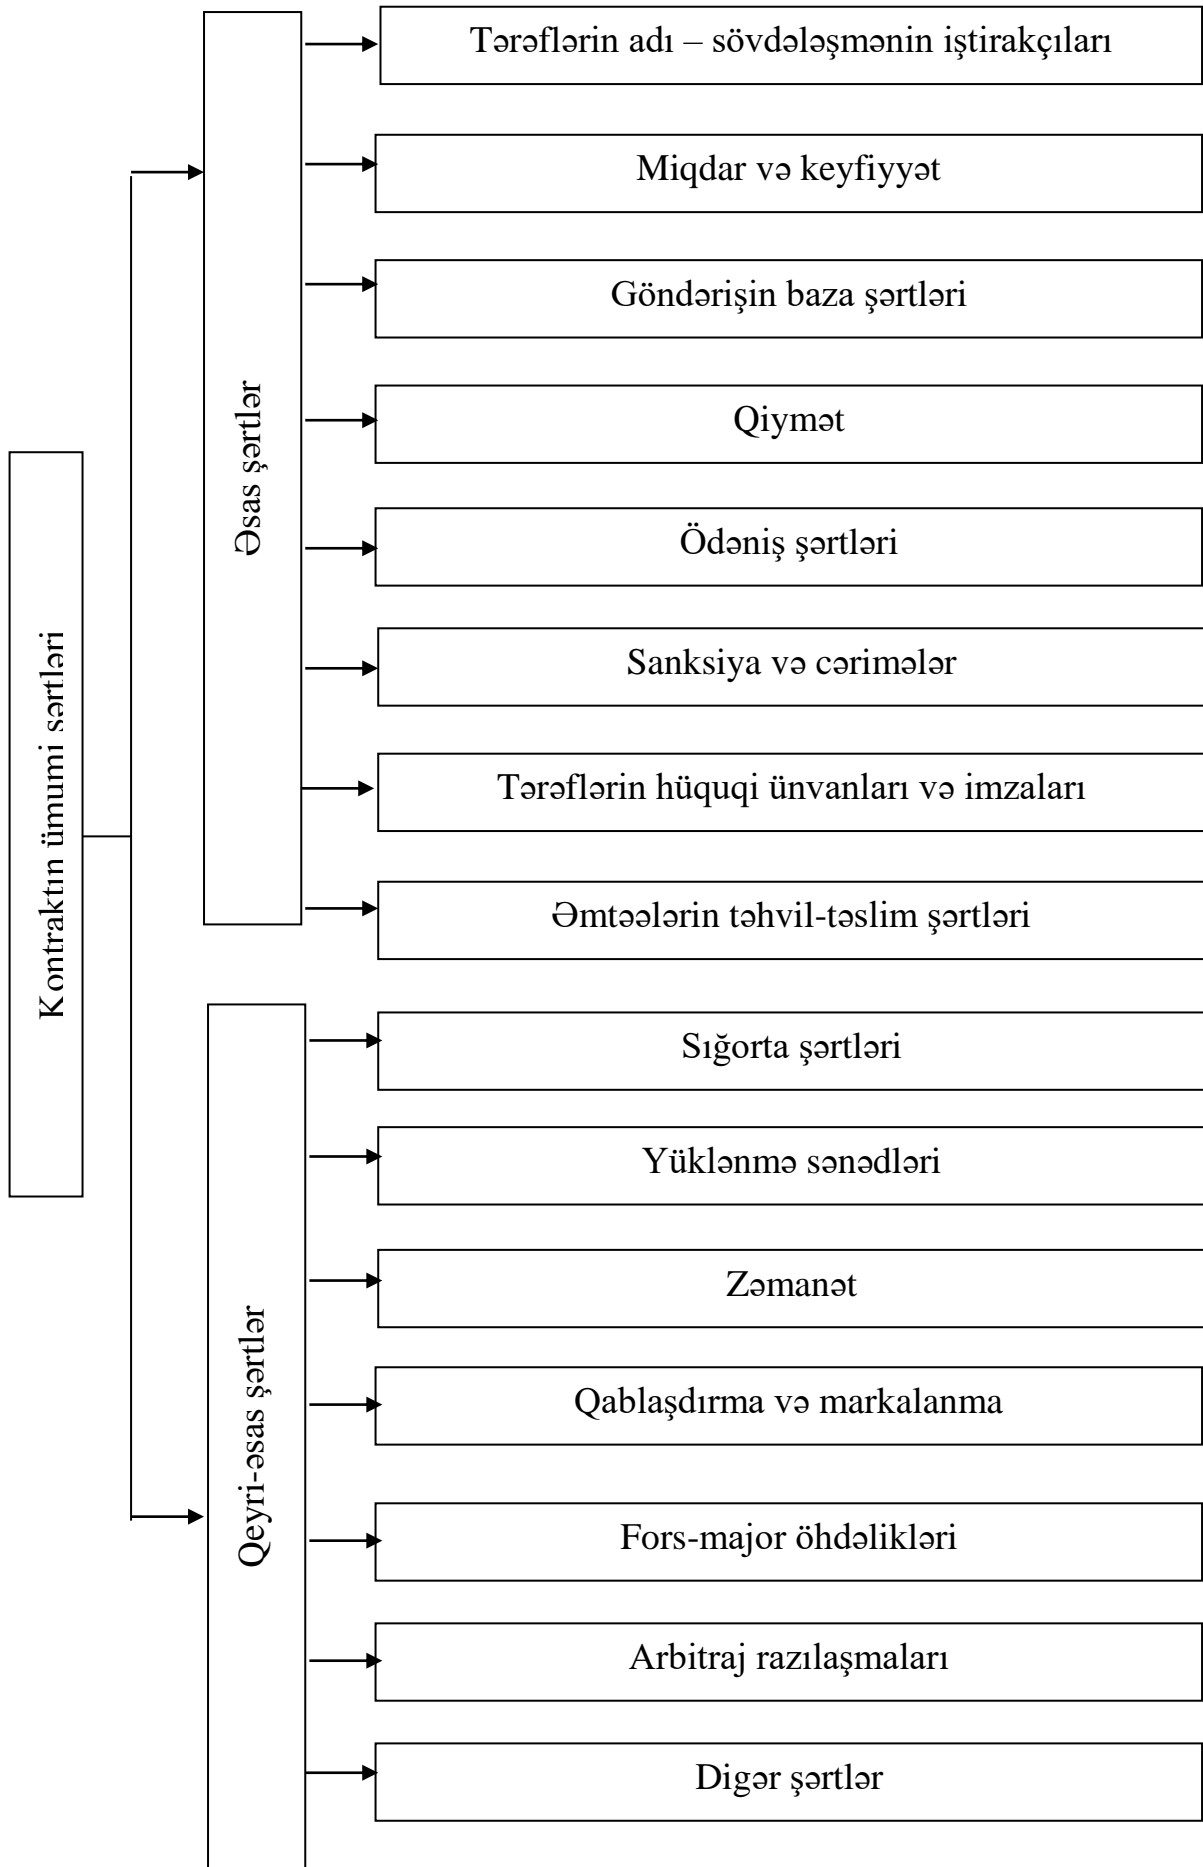 Kontraktın ümumi sərtləri
Əsas şərtlər
Tərəflərin adı – sövdələşmənin iştirakçıları
Miqdar və keyfiyyət
Göndərişin baza şərtləri
Qiymət
Ödəniş şərtləri
Sanksiya və cərimələr
Tərəflərin hüquqi ünvanları və imzaları
Əmtəələrin təhvil-təslim şərtləri
Qeyri-əsas şərtlər
Sığorta şərtləri
Yüklənmə sənədləri
Zəmanət
Qablaşdırma və markalanma
Fors-major öhdəlikləri
Arbitraj razılaşmaları
Digər şərtlər